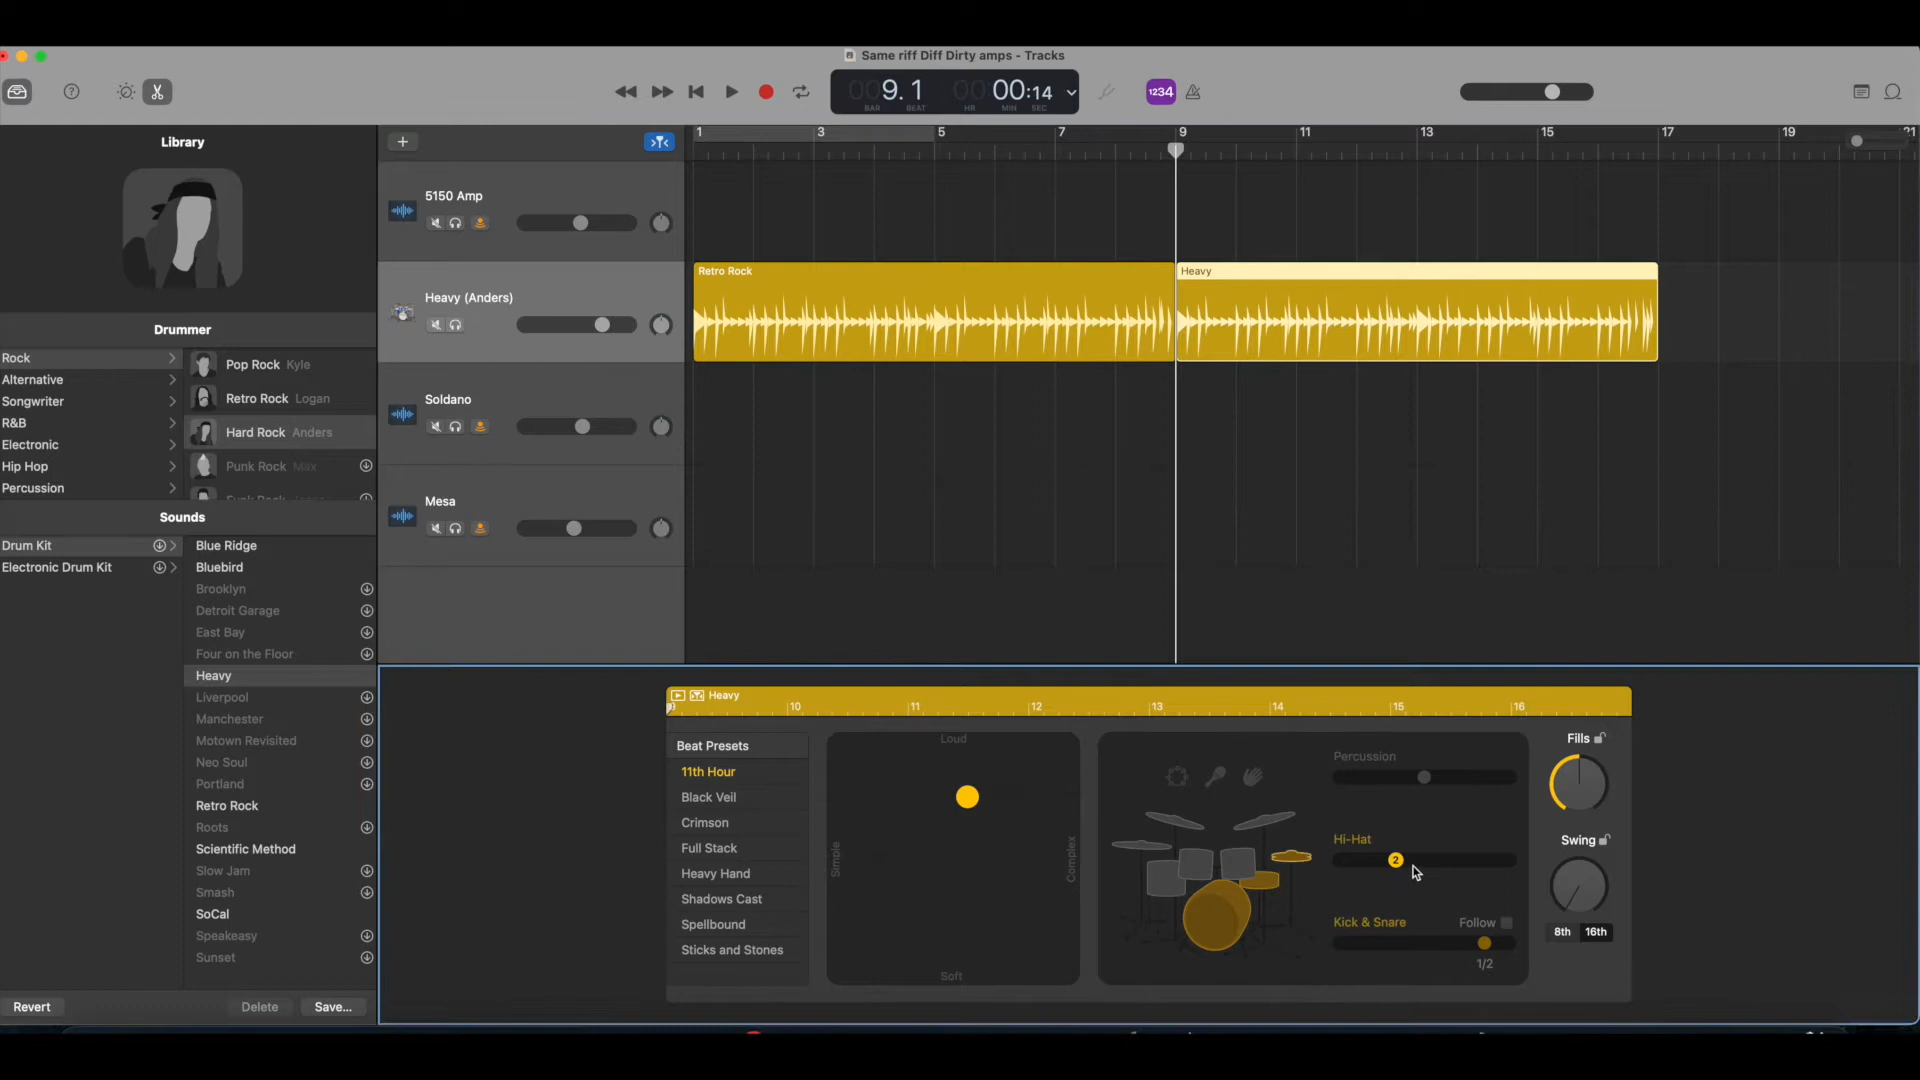 Same riff Diff Dirty amps - Tracks
009. 1
00 00:14
BAR BEAT HR MIN SEC
1234
Library
Drummer
Rock
Alternative
Songwriter
R&B
Electronic
Hip Hop
Percussion
Pop Rock Kyle
Retro Rock Logan
Hard Rock Anders
Punk Rock Max
Sounds
Drum Kit
Electronic Drum Kit
Blue Ridge
Bluebird
Brooklyn
Detroit Garage
East Bay
Four on the Floor
Heavy
Liverpool
Manchester
Motown Revisited
Neo Soul
Portland
Retro Rock
Roots
Scientific Method
Slow Jam
Smash
SoCal
Speakeasy
Sunset
Revert Delete Save...
1 3 5 7 9 11 13 15 17 19 21
5150 Amp
Heavy (Anders)
Soldano
Mesa
Retro Rock
Heavy
Heavy
9 10 11 12 13 14 15 16
Beat Presets
11th Hour
Black Veil
Crimson
Full Stack
Heavy Hand
Shadows Cast
Spellbound
Sticks and Stones
Loud
Simple
Complex
Soft
Percussion
Hi-Hat
2
Kick & Snare Follow
1/2
Fills
Swing
8th 16th